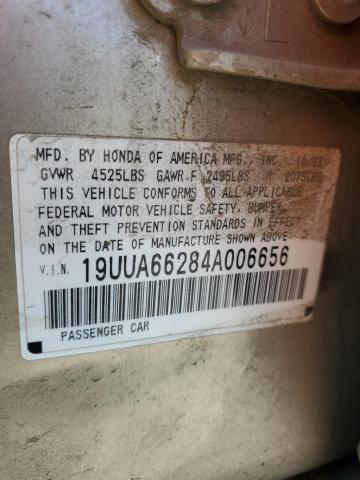 MFD. BY HONDA OF AMERICA MFG., INC. 10/03
GVWR 4525LBS GAWR F 2495LBS R 2075LBS
THIS VEHICLE CONFORMS TO ALL APPLICABLE
FEDERAL MOTOR VEHICLE SAFETY, BUMPER,
AND THEFT PREVENTION STANDARDS IN EFFECT
ON THE DATE OF MANUFACTURE SHOWN ABOVE.
V.I.N. 19UUA66284A006656
PASSENGER CAR